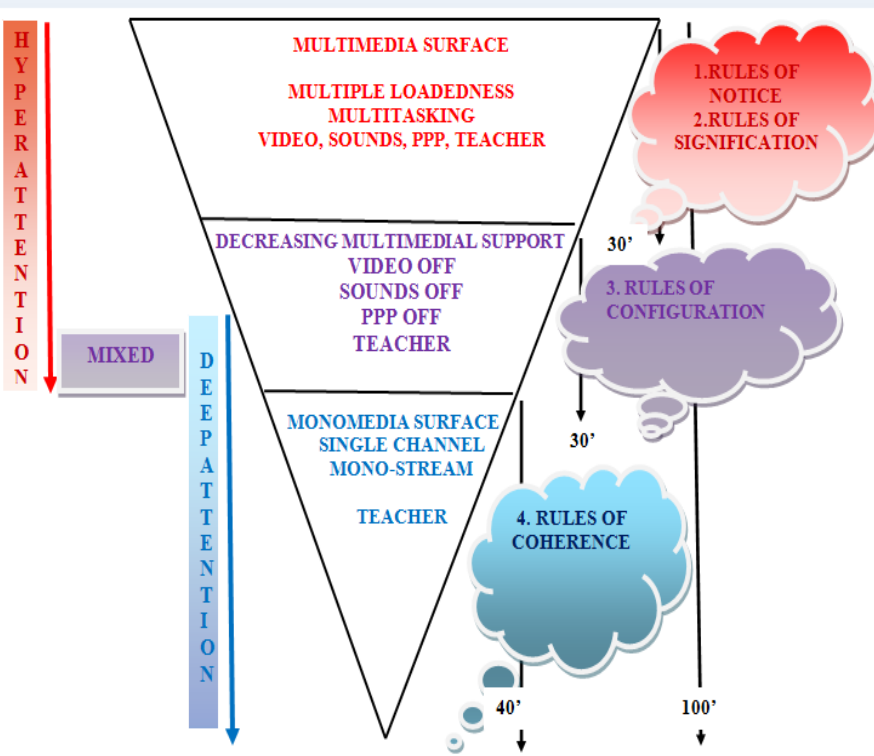 HYPERATTENTION
MULTIMEDIA SURFACE
MULTIPLE LOADEDNESS
MULTITASKING
VIDEO, SOUNDS, PPP, TEACHER
1.RULES OF
NOTICE
2.RULES OF
SIGNIFICATION
30’
DECREASING MULTIMEDIAL SUPPORT
VIDEO OFF
SOUNDS OFF
PPP OFF
TEACHER
3. RULES OF
CONFIGURATION
30’
MIXED
DEEP ATTENTION
MONOMEDIA SURFACE
SINGLE CHANNEL
MONO-STREAM
TEACHER
4. RULES OF
COHERENCE
40’
100’